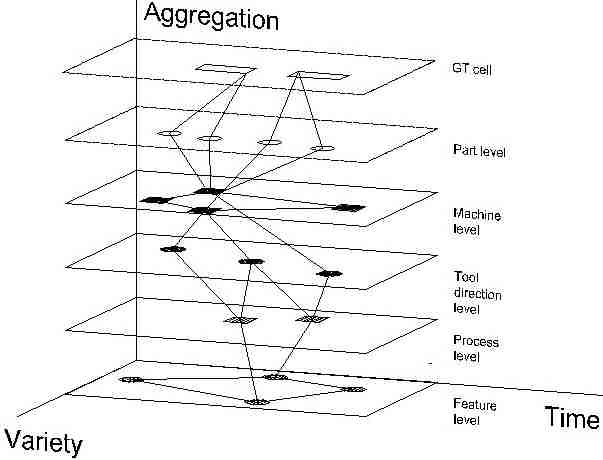 Aggregation
GT cell
Part level
Machine
level
Tool
direction
level
Process
level
Feature
level
Time
Variety